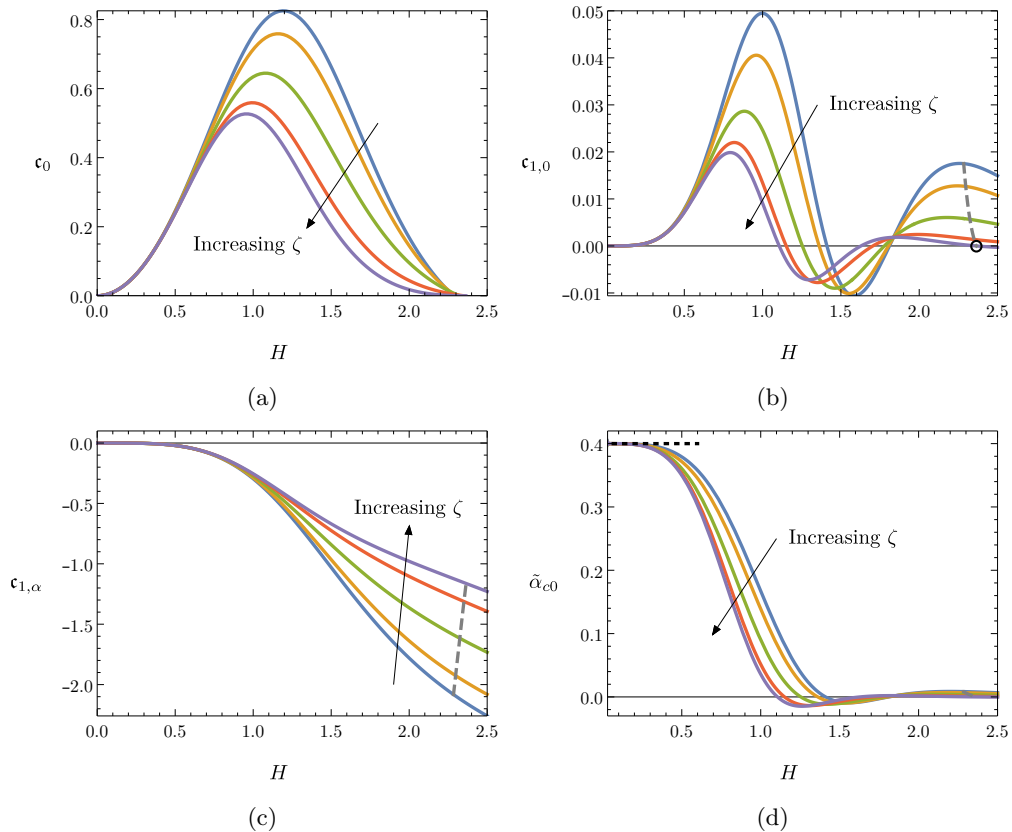 0.8
0.6
0.4
0.2
0.0
𝔠₀
Increasing ζ
0.0 0.5 1.0 1.5 2.0 2.5
H
(a)
0.05
0.04
0.03
0.02
0.01
0.00
−0.01
𝔠₁,₀
Increasing ζ
0.5 1.0 1.5 2.0 2.5
H
(b)
0.0
−0.5
−1.0
−1.5
−2.0
𝔠_{1,α}
Increasing ζ
0.0 0.5 1.0 1.5 2.0 2.5
H
(c)
0.4
0.3
0.2
0.1
0.0
α̃_{c0}
Increasing ζ
0.5 1.0 1.5 2.0 2.5
H
(d)